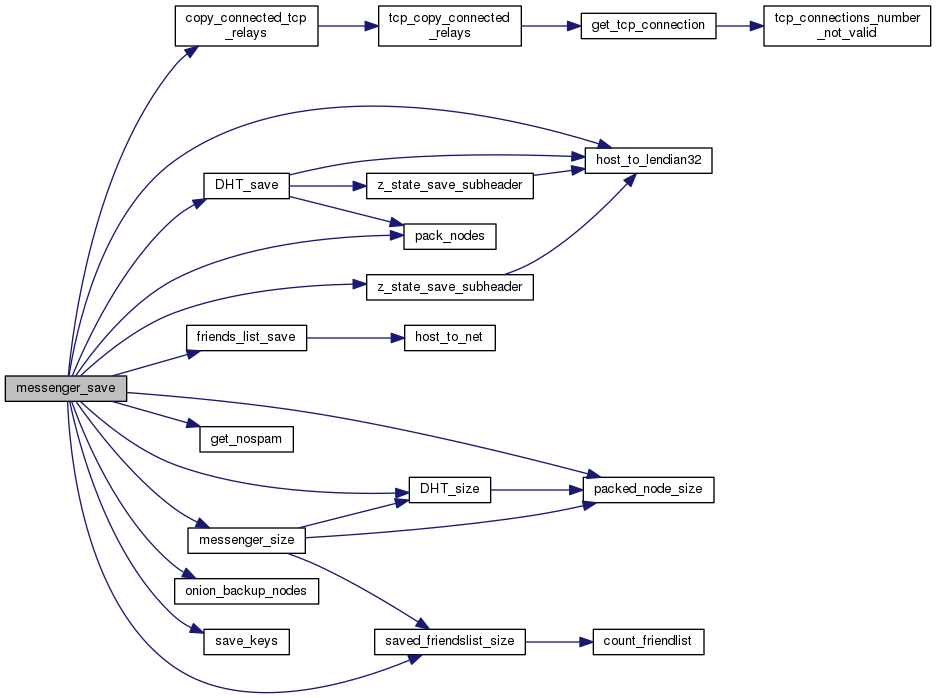 copy_connected_tcp
_relays
tcp_copy_connected
_relays
get_tcp_connection
tcp_connections_number
_not_valid
host_to_lendian32
DHT_save
z_state_save_subheader
pack_nodes
z_state_save_subheader
friends_list_save
host_to_net
messenger_save
get_nospam
DHT_size
packed_node_size
messenger_size
onion_backup_nodes
save_keys
saved_friendslist_size
count_friendlist